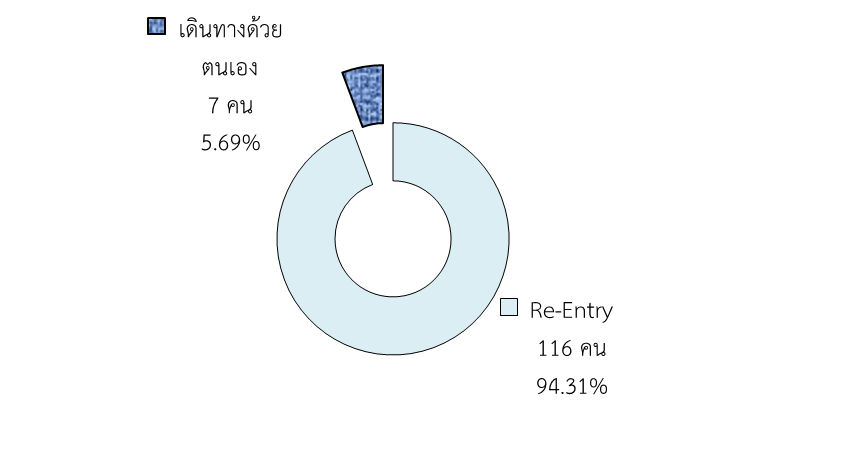 เดินทางด้วย
ตนเอง
7 คน
5.69%
Re-Entry
116 คน
94.31%